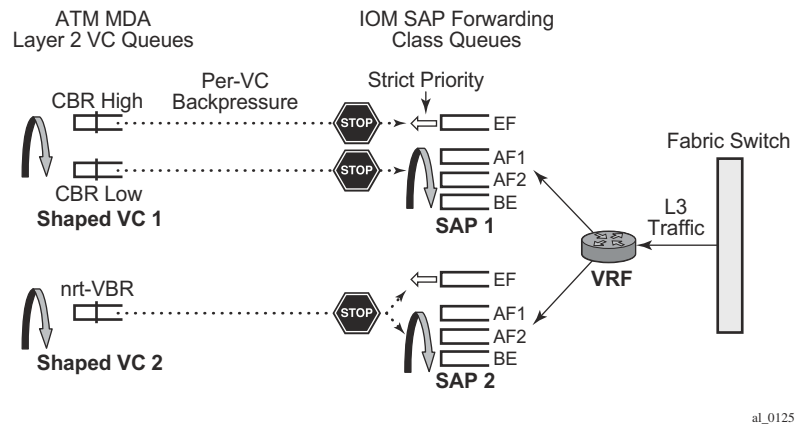 ATM MDA
Layer 2 VC Queues
IOM SAP Forwarding
Class Queues
CBR High
Per-VC
Backpressure
Strict Priority
STOP
EF
Fabric Switch
CBR Low
STOP
AF1
AF2
BE
Shaped VC 1
SAP 1
L3
Traffic
VRF
nrt-VBR
STOP
EF
AF1
AF2
BE
Shaped VC 2
SAP 2
al_0125